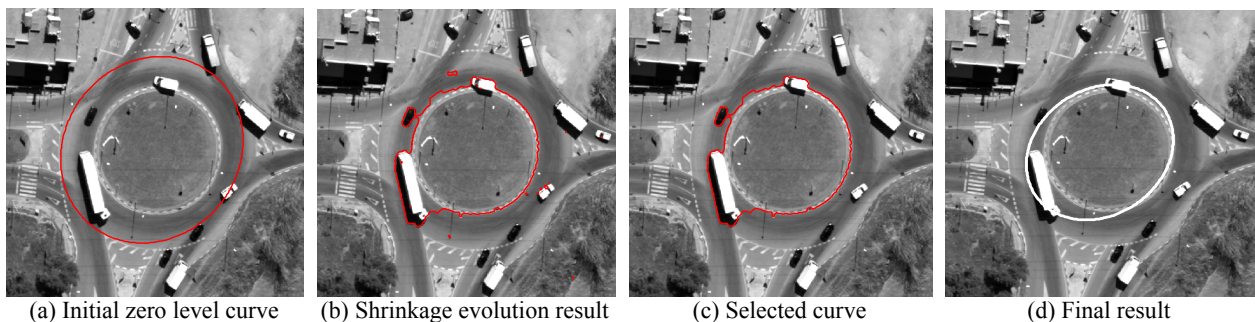 (a) Initial zero level curve
(b) Shrinkage evolution result
(c) Selected curve
(d) Final result